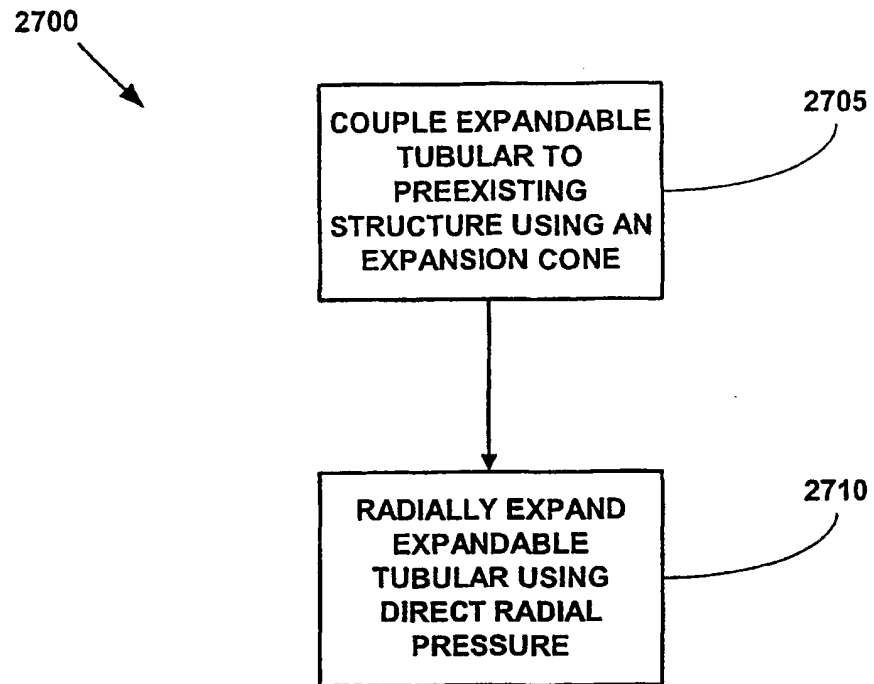 2700
COUPLE EXPANDABLE
TUBULAR TO
PREEXISTING
STRUCTURE USING AN
EXPANSION CONE
2705
RADIALLY EXPAND
EXPANDABLE
TUBULAR USING
DIRECT RADIAL
PRESSURE
2710